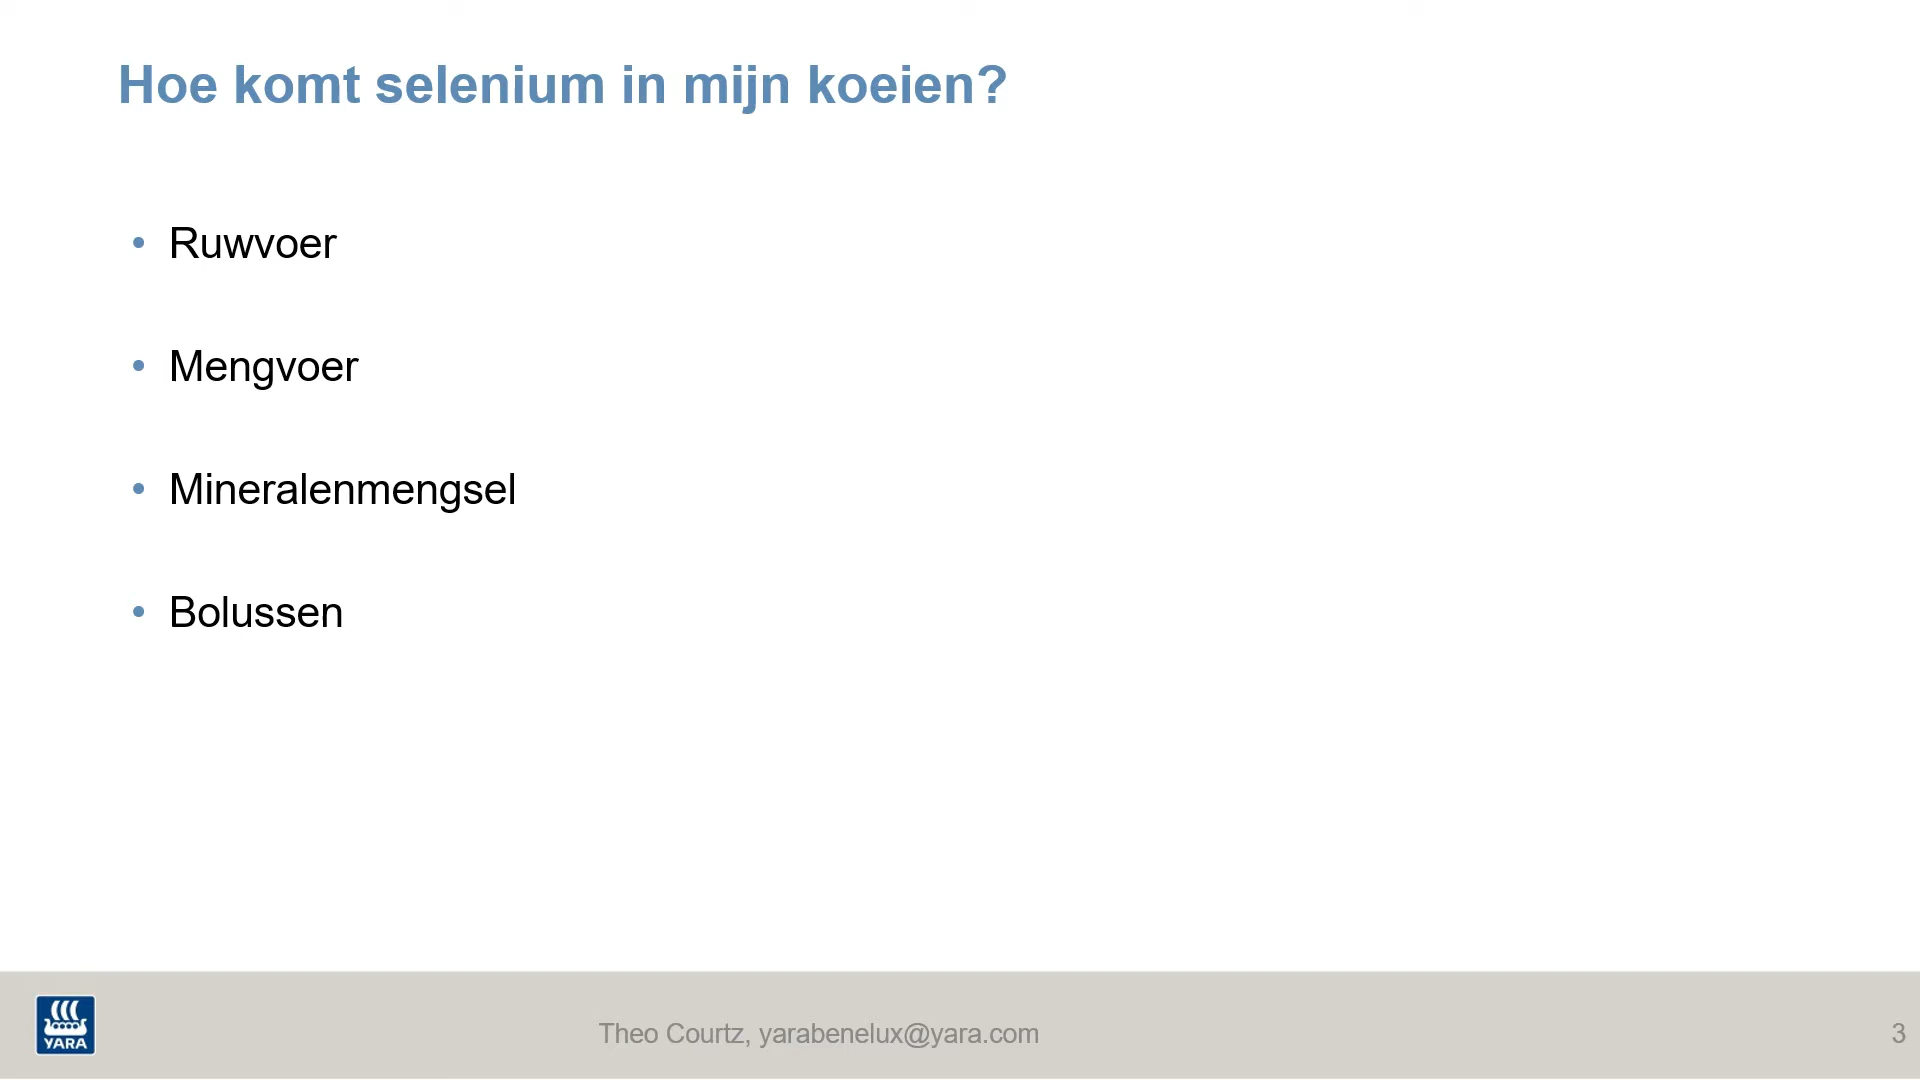 Hoe komt selenium in mijn koeien?
• Ruwvoer
• Mengvoer
• Mineralenmengsel
• Bolussen
YARA
Theo Courtz, yarabenelux@yara.com
3